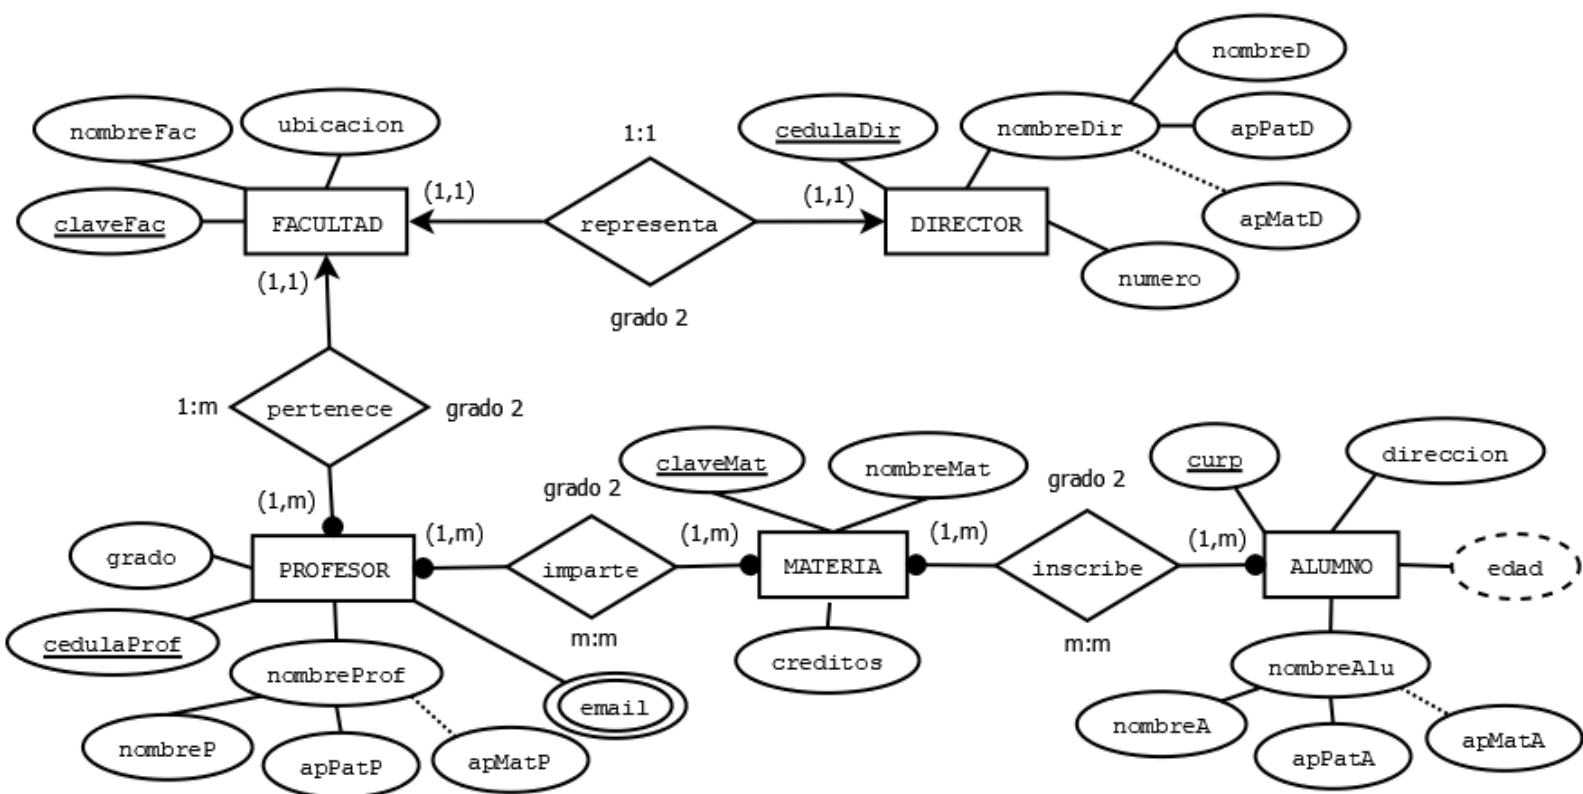 nombreD
nombreFac
ubicacion
1:1
cedulaDir
nombreDir
apPatD
claveFac
FACULTAD
(1,1)
representa
(1,1)
DIRECTOR
apMatD
(1,1)
grado 2
numero
1:m
pertenece
grado 2
(1,m)
grado 2
claveMat
nombreMat
grado 2
curp
direccion
grado
PROFESOR
(1,m)
imparte
(1,m)
MATERIA
(1,m)
inscribe
(1,m)
ALUMNO
edad
cedulaProf
nombreProf
m:m
creditos
m:m
nombreAlu
email
nombreP
apPatP
apMatP
nombreA
apPatA
apMatA